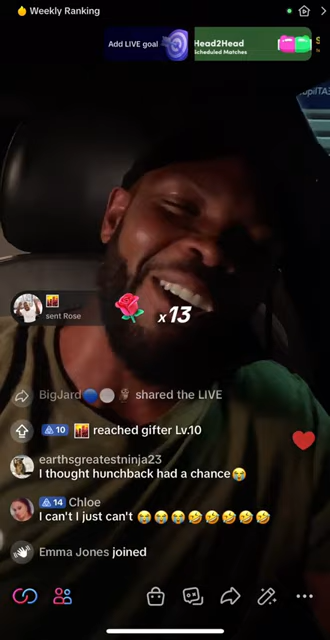 Weekly Ranking
Add LIVE goal
Head2Head
Scheduled Matches
sent Rose
x13
BigJard shared the LIVE
10 reached gifter Lv.10
earthsgreatestninja23
I thought hunchback had a chance😭
14 Chloe
I can't I just can't 😭😭😭😭🤣🤣🤣🤣🤣
Emma Jones joined